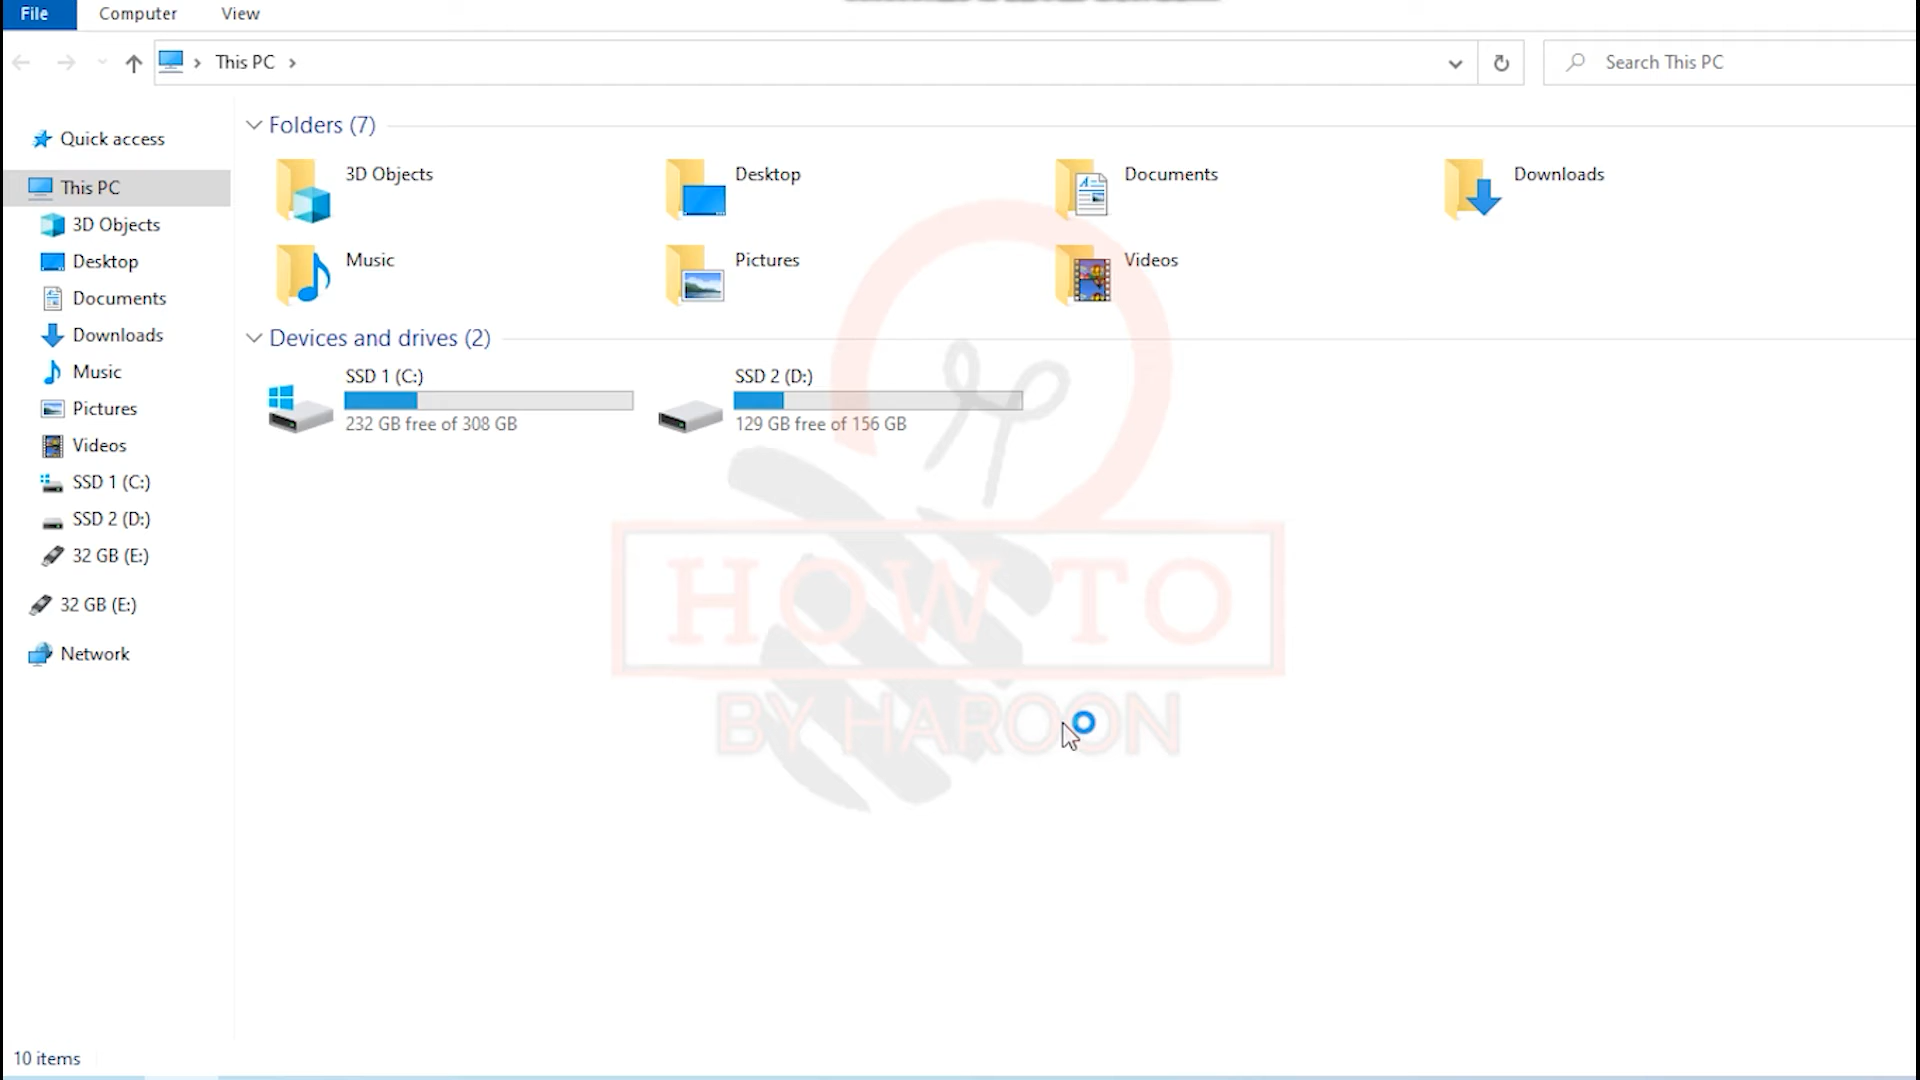 File Computer View
This PC
Search This PC
Quick access
This PC
3D Objects
Desktop
Documents
Downloads
Music
Pictures
Videos
SSD 1 (C:)
SSD 2 (D:)
32 GB (E:)
32 GB (E:)
Network
Folders (7)
3D Objects Desktop Documents Downloads
Music Pictures Videos
Devices and drives (2)
SSD 1 (C:) SSD 2 (D:)
232 GB free of 308 GB 129 GB free of 156 GB
HOW TO
BY HAROON
10 items